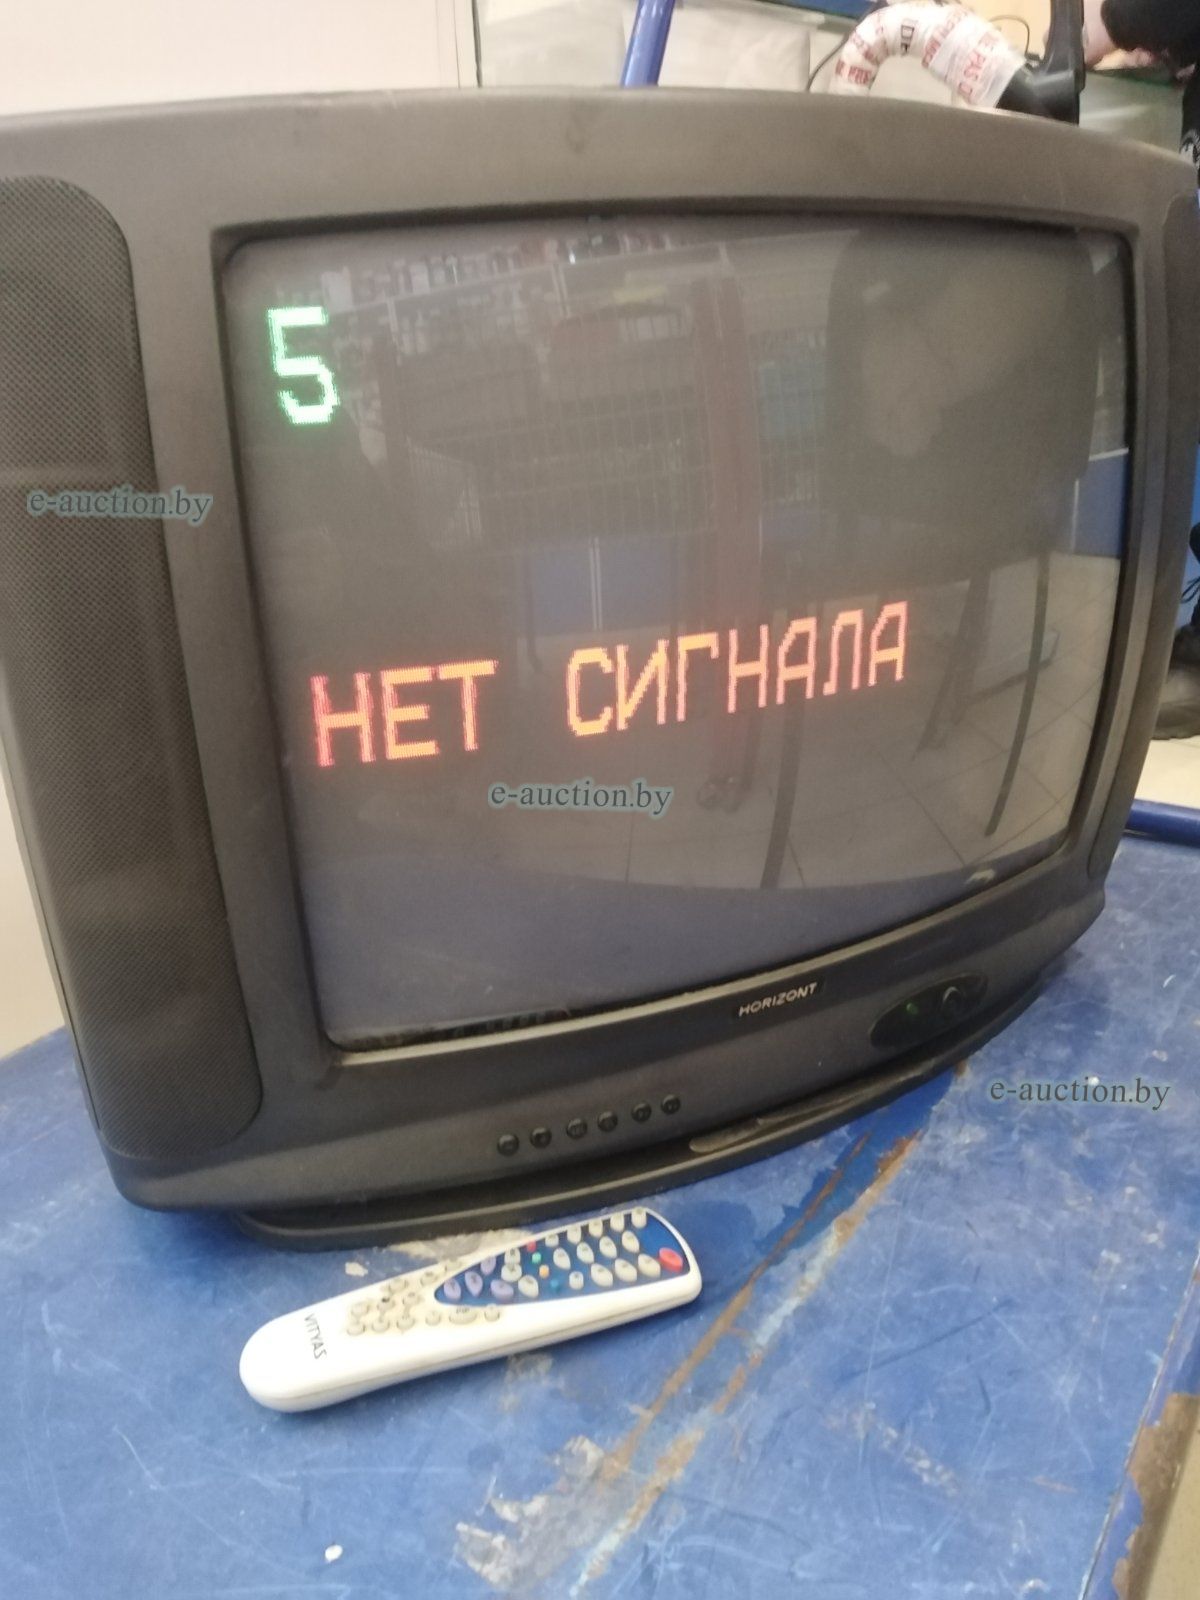 5
e-auction.by
НЕТ СИГНАЛА
e-auction.by
HORIZONT
e-auction.by
VITYAS